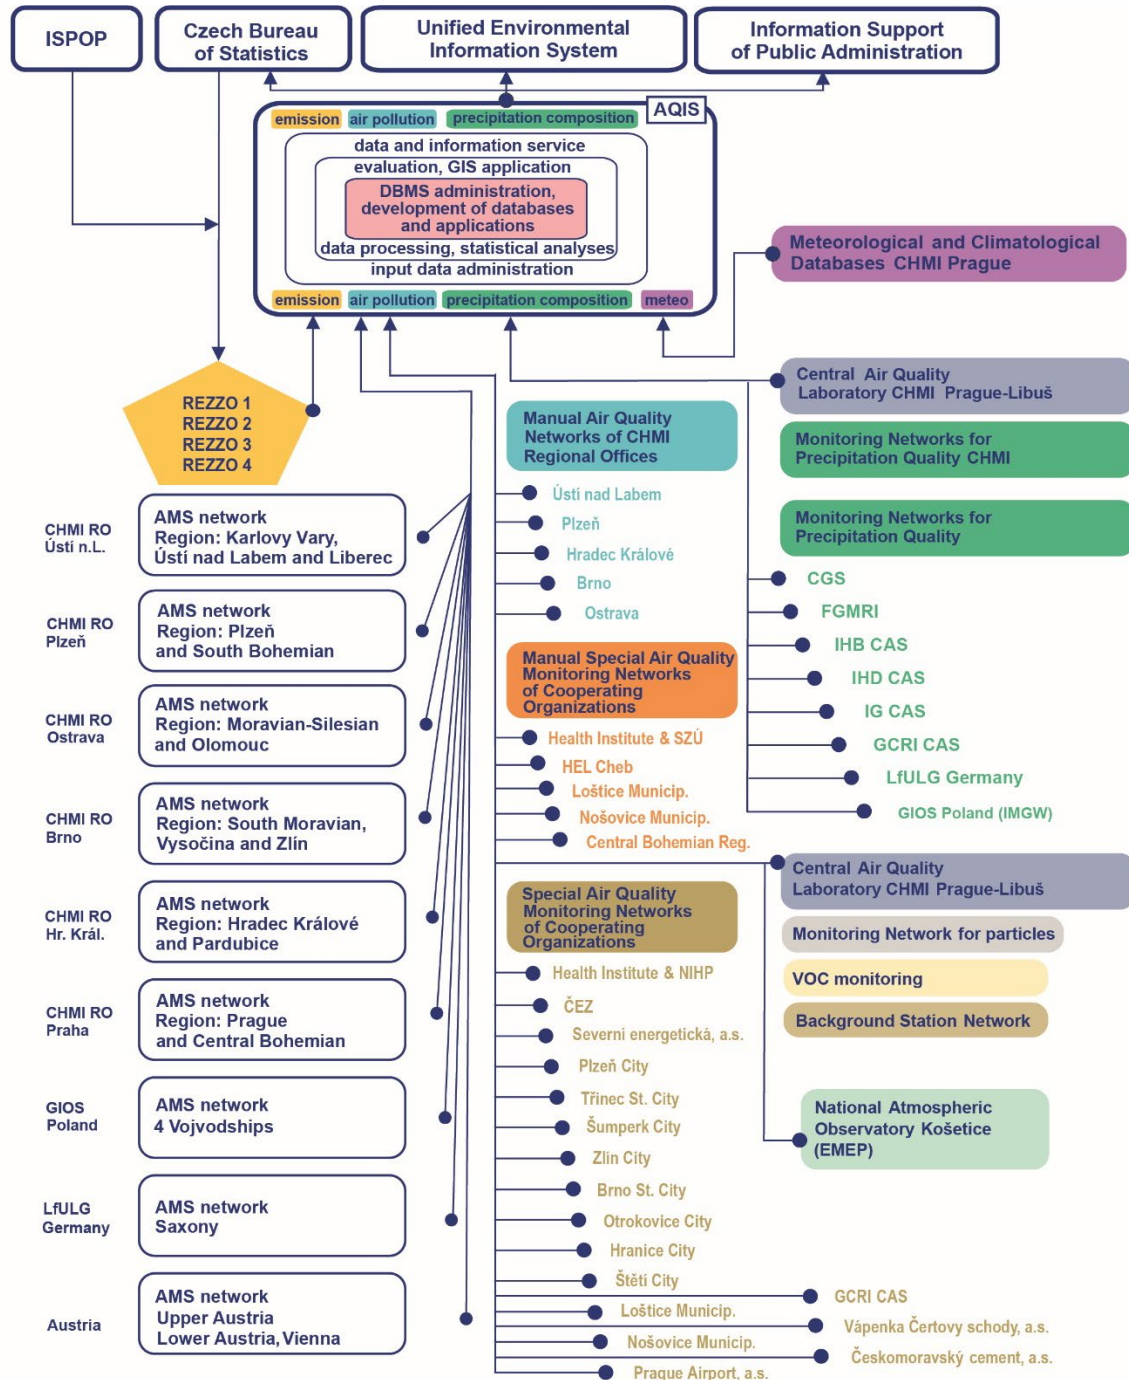 ISPOP
Czech Bureau
of Statistics
Unified Environmental
Information System
Information Support
of Public Administration
AQIS
emission
air pollution
precipitation composition
data and information service
evaluation, GIS application
DBMS administration,
development of databases
and applications
data processing, statistical analyses
input data administration
emission
air pollution
precipitation composition
meteo
Meteorological and Climatological
Databases CHMI Prague
REZZO 1
REZZO 2
REZZO 3
REZZO 4
CHMI RO
Ústí n.L.
AMS network
Region: Karlovy Vary,
Ústí nad Labem and Liberec
CHMI RO
Plzeň
AMS network
Region: Plzeň
and South Bohemian
CHMI RO
Ostrava
AMS network
Region: Moravian-Silesian
and Olomouc
CHMI RO
Brno
AMS network
Region: South Moravian,
Vysočina and Zlín
CHMI RO
Hr. Král.
AMS network
Region: Hradec Králové
and Pardubice
CHMI RO
Praha
AMS network
Region: Prague
and Central Bohemian
GIOS
Poland
AMS network
4 Vojvodships
LfULG
Germany
AMS network
Saxony
Austria
AMS network
Upper Austria
Lower Austria, Vienna
Manual Air Quality
Networks of CHMI
Regional Offices
Ústí nad Labem
Plzeň
Hradec Králové
Brno
Ostrava
Manual Special Air Quality
Monitoring Networks
of Cooperating
Organizations
Health Institute & SZÚ
HEL Cheb
Loštice Municip.
Nošovice Municip.
Central Bohemian Reg.
Special Air Quality
Monitoring Networks
of Cooperating
Organizations
Health Institute & NIHP
ČEZ
Severní energetická, a.s.
Plzeň City
Třinec St. City
Šumperk City
Zlín City
Brno St. City
Otrokovice City
Hranice City
Štětí City
GCRI CAS
Loštice Municip.
Vápenka Čertovy schody, a.s.
Nošovice Municip.
Českomoravský cement, a.s.
Prague Airport, a.s.
Central Air Quality
Laboratory CHMI Prague-Libuš
Monitoring Networks for
Precipitation Quality CHMI
Monitoring Networks for
Precipitation Quality
CGS
FGMRI
IHB CAS
IHD CAS
IG CAS
GCRI CAS
LfULG Germany
GIOS Poland (IMGW)
Central Air Quality
Laboratory CHMI Prague-Libuš
Monitoring Network for particles
VOC monitoring
Background Station Network
National Atmospheric
Observatory Košetice
(EMEP)